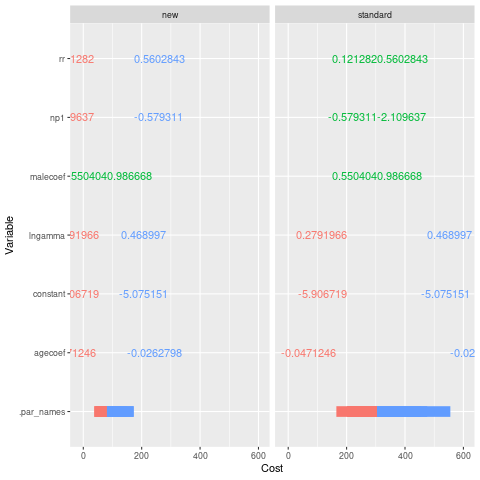 new standard
rr 1282 0.5602843 0.1212820.5602843
np1 9637 -0.579311 -0.579311-2.109637
malecoef 5504040.986668 0.5504040.986668
lngamma 91966 0.468997 0.2791966 0.468997
constant 06719 -5.075151 -5.906719 -5.075151
agecoef 1246 -0.0262798 -0.0471246 -0.02
.par_names
0 200 400 600 0 200 400 600
Cost
Variable